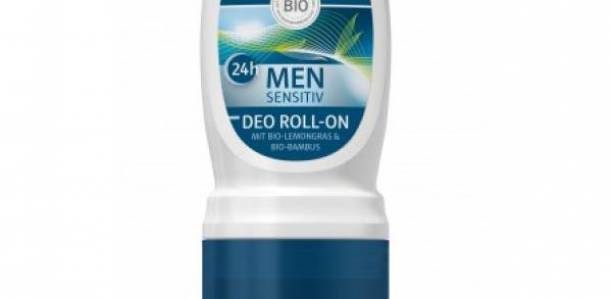 BIO
24h
MEN
SENSITIV
DEO ROLL-ON
MIT BIO-LEMONGRAS &
BIO-BAMBUS